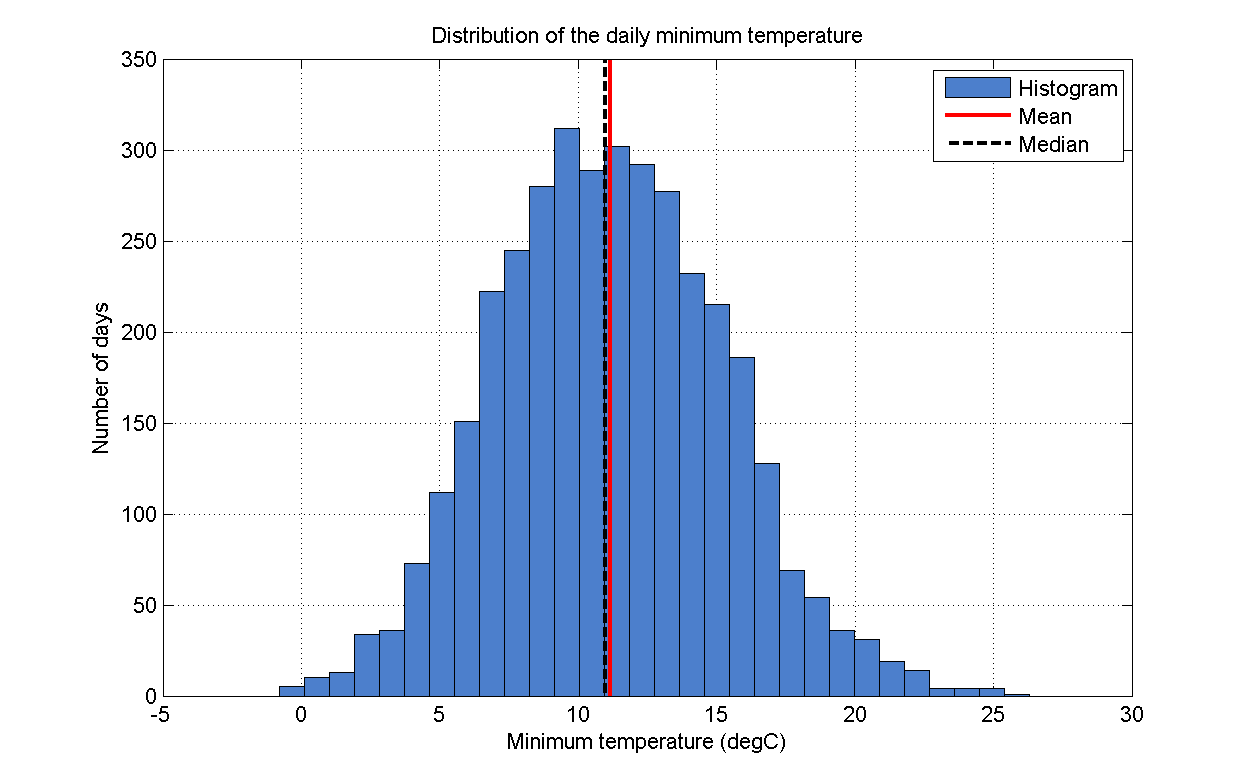 Distribution of the daily minimum temperature
350
300
250
200
150
100
50
0
Number of days
Histogram
Mean
Median
-5 0 5 10 15 20 25 30
Minimum temperature (degC)